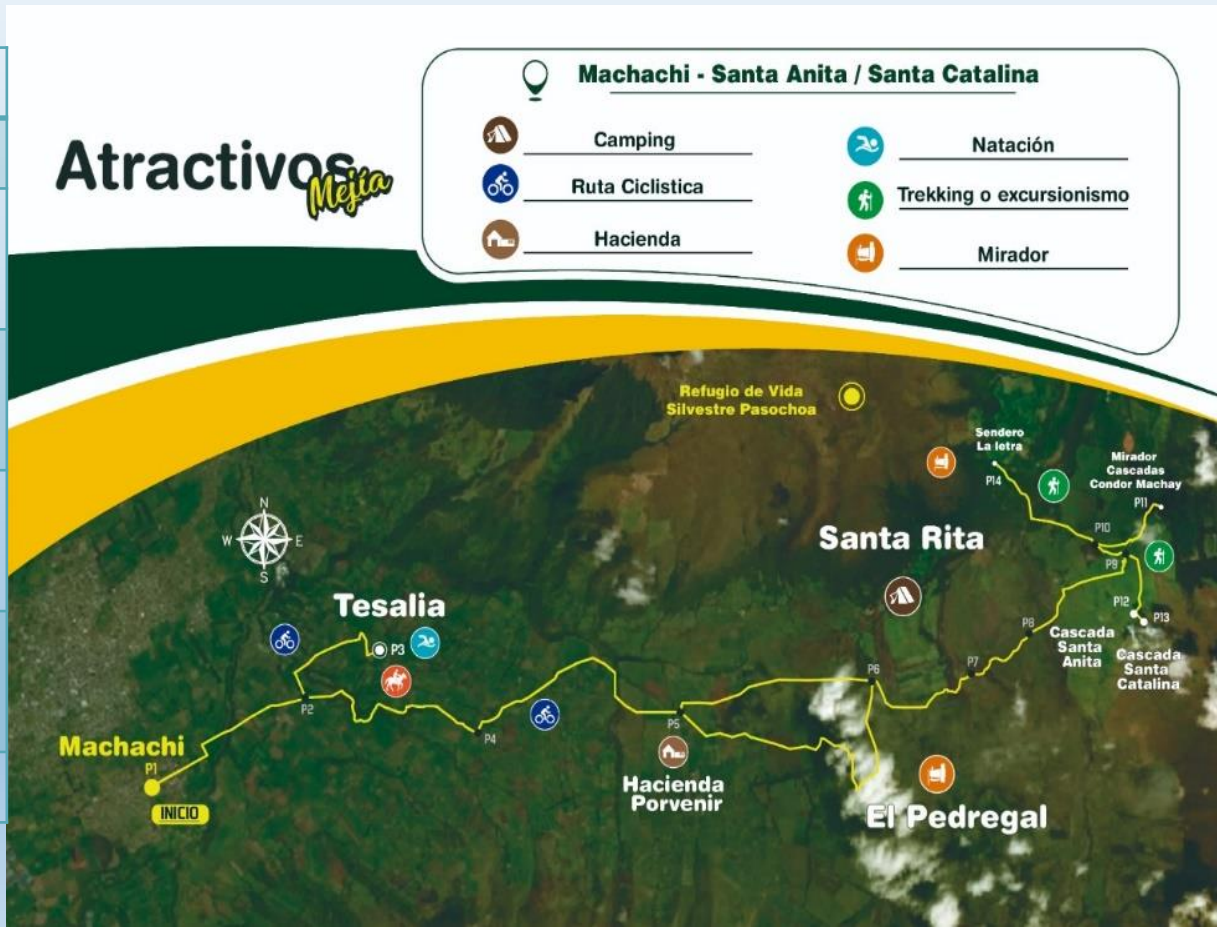 Atractivos
Mejía
Machachi - Santa Anita / Santa Catalina
Camping
Ruta Ciclistica
Hacienda
Natación
Trekking o excursionismo
Mirador
Refugio de Vida
Silvestre Pasochoa
Sendero
La letra
P14
Mirador
Cascadas
Condor Machay
P11
P10
P9
N
W
E
S
Santa Rita
Tesalia
P3
P12
P13
P8
Cascada
Santa
Anita
Cascada
Santa
Catalina
P7
P6
P2
P5
P4
Machachi
P1
INICIO
Hacienda
Porvenir
El Pedregal